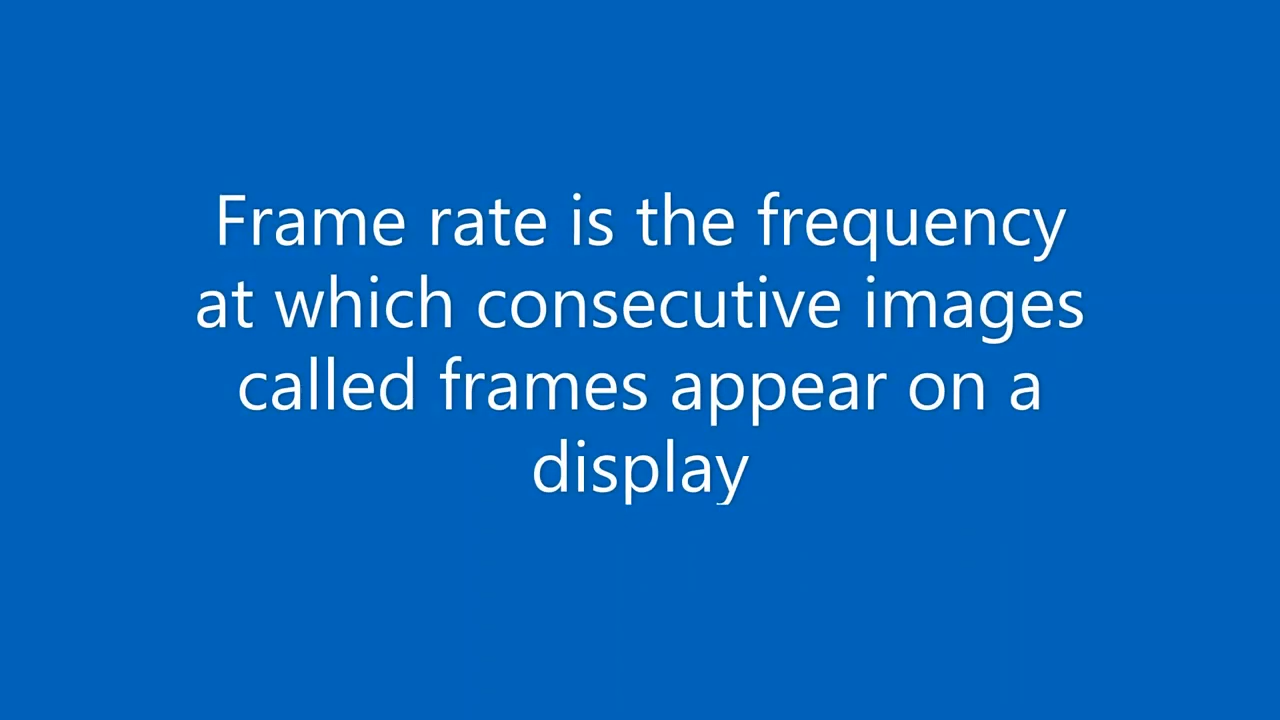 Frame rate is the frequency
at which consecutive images
called frames appear on a
display